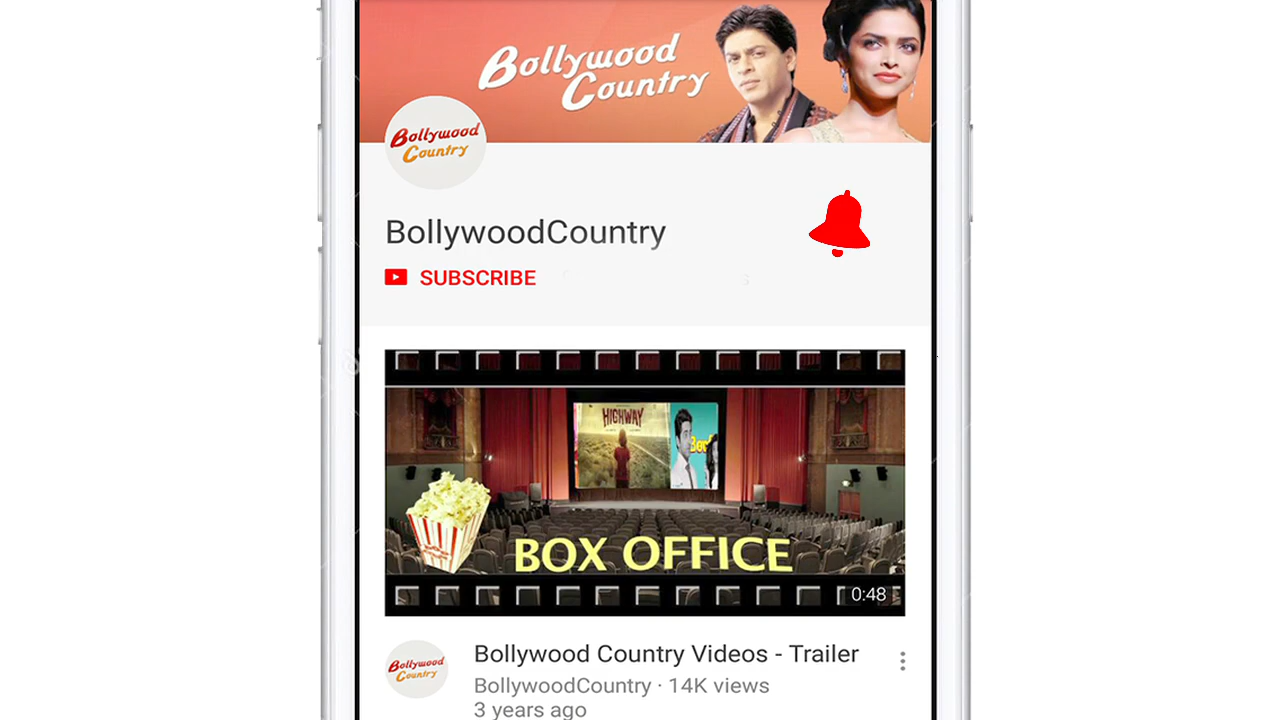 Bollywood
Country
Bollywood
Country
BollywoodCountry
SUBSCRIBE
HIGHWAY
BOX OFFICE
0:48
Bollywood Country Videos - Trailer
Bollywood
Country
BollywoodCountry · 14K views
3 years ago